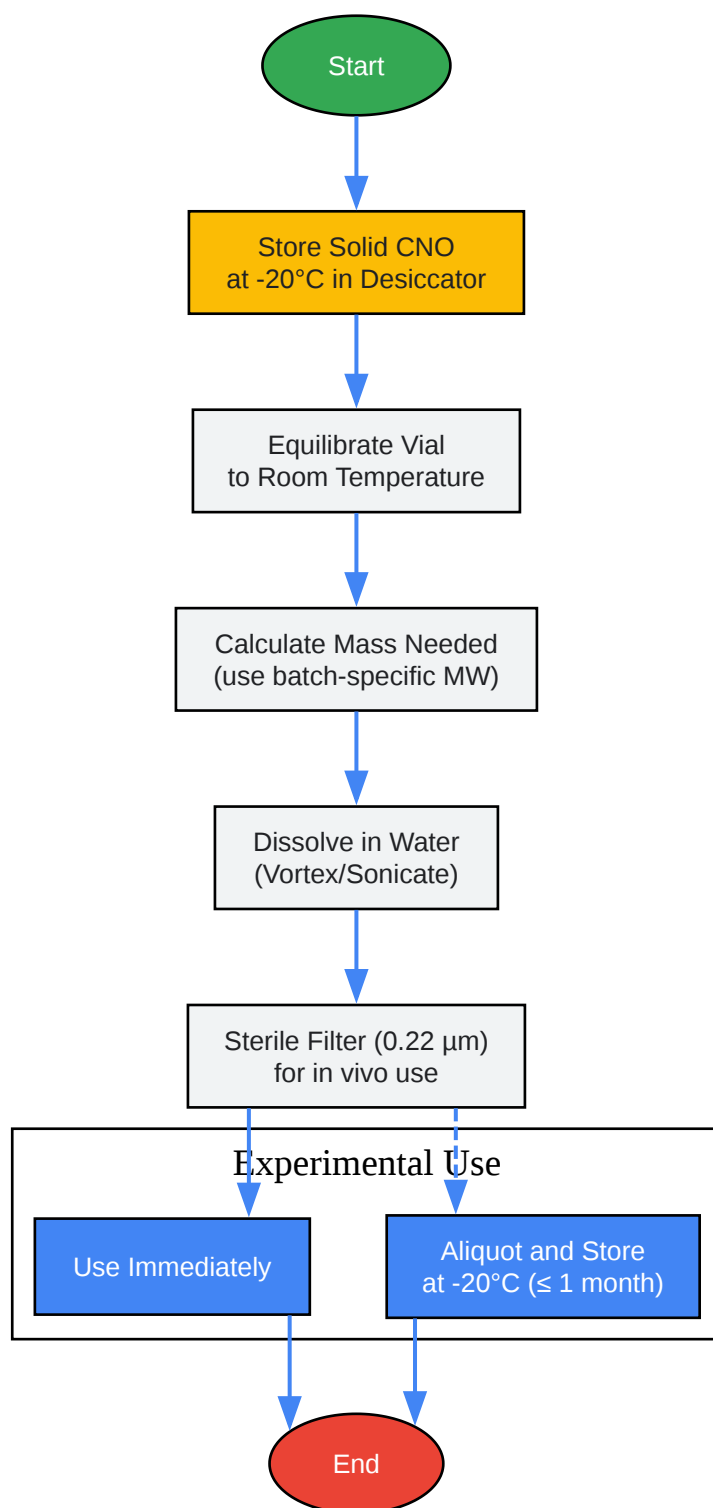 Start
Store Solid CNO
at -20°C in Desiccator
Equilibrate Vial
to Room Temperature
Calculate Mass Needed
(use batch-specific MW)
Dissolve in Water
(Vortex/Sonicate)
Sterile Filter (0.22 µm)
for in vivo use
Experimental Use
Use Immediately
Aliquot and Store
at -20°C (≤ 1 month)
End